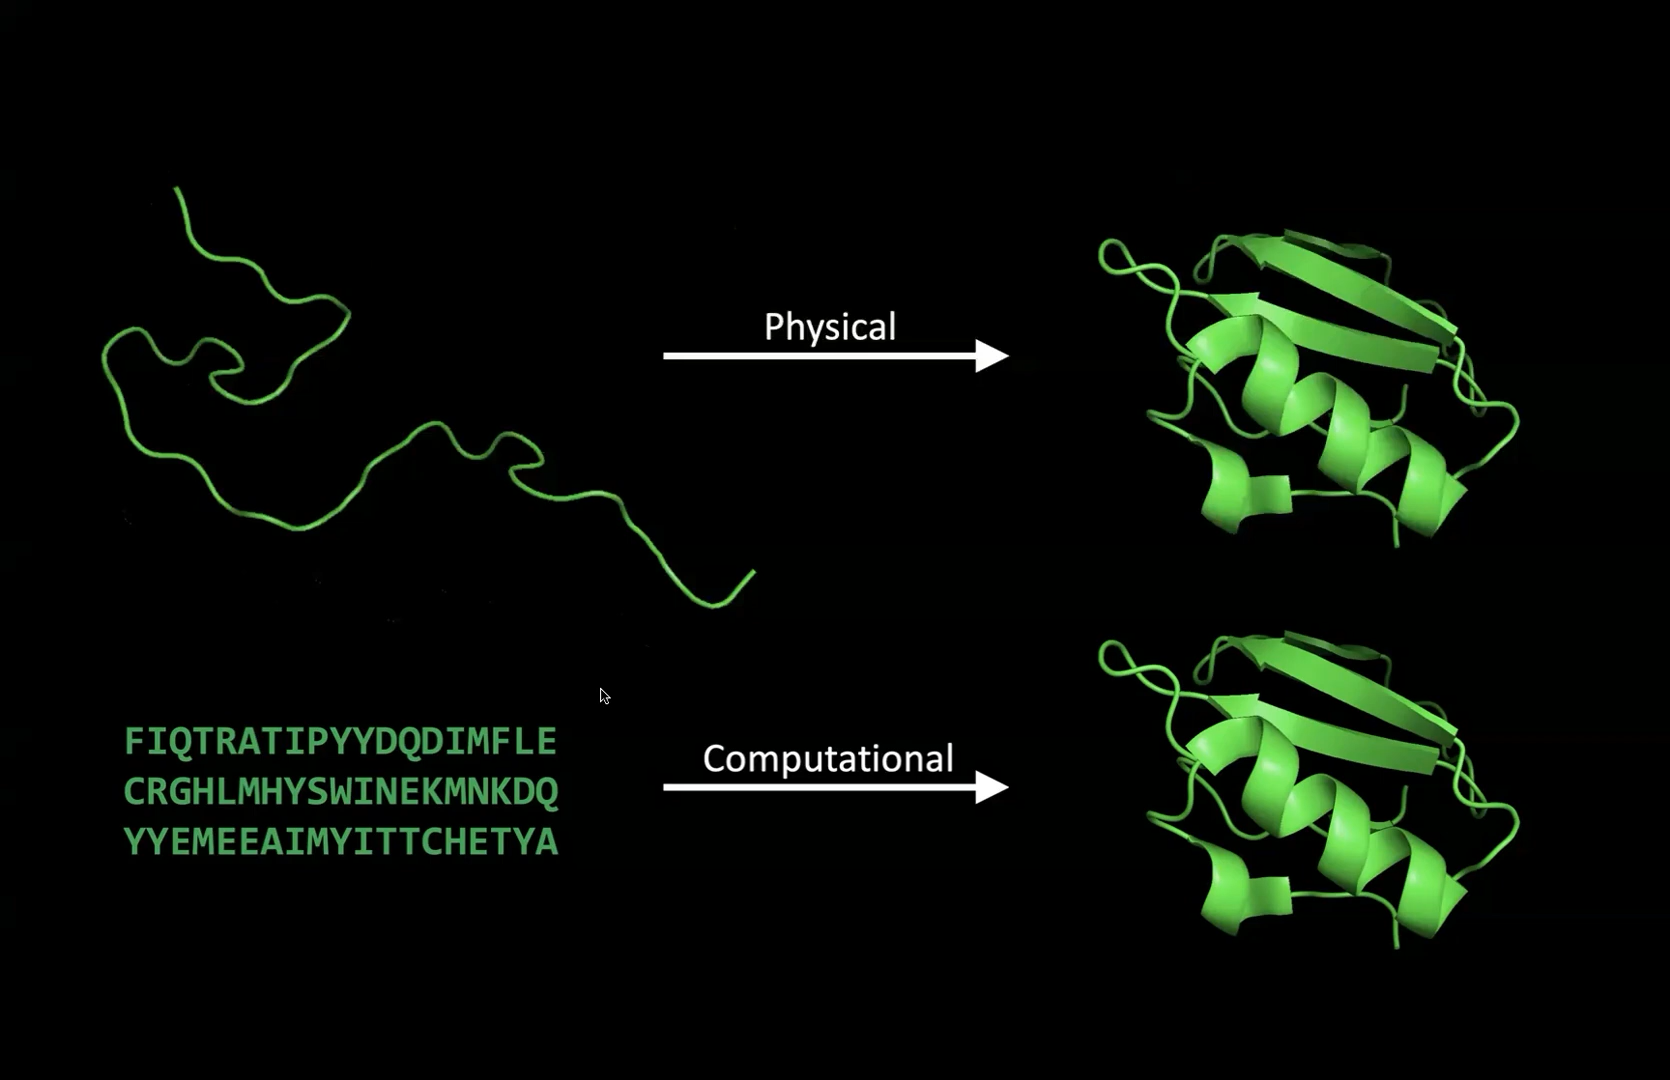 Physical
Computational
FIQTRATIPYYDQDIMFLE
CRGHLMHYSWINEKMNKDQ
YYEMEEAIMYITTCHETYA